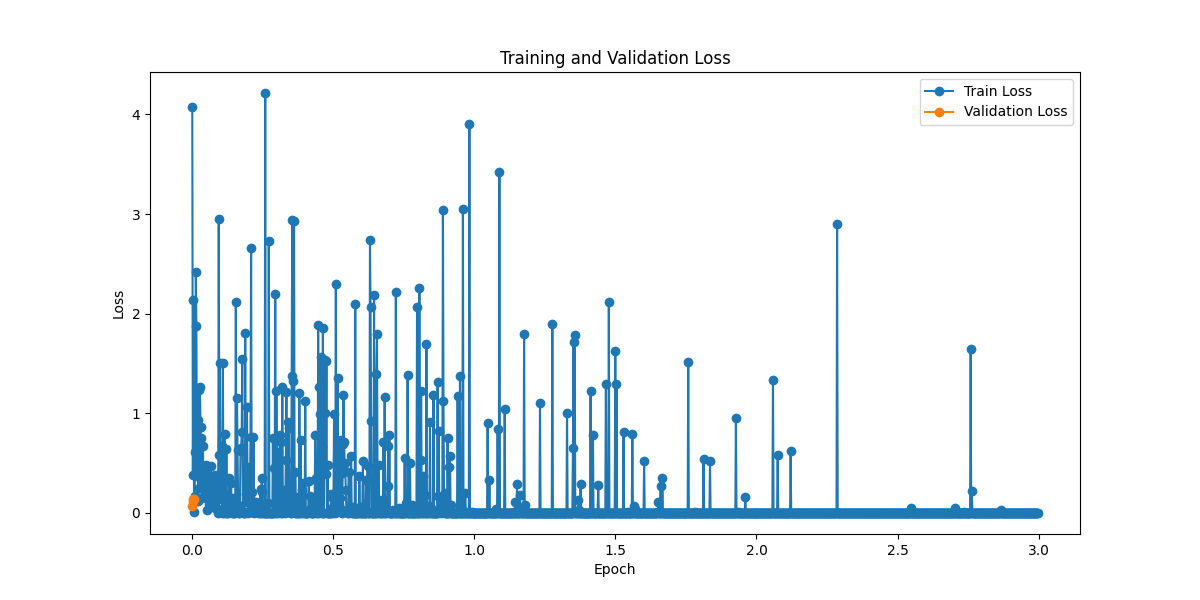 Training and Validation Loss
Train Loss
Validation Loss
4
3
2
1
0
Loss
0.0 0.5 1.0 1.5 2.0 2.5 3.0
Epoch